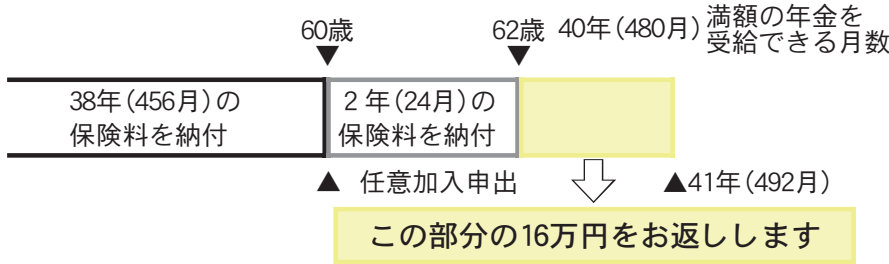 60歳
62歳
40年(480月)
満額の年金を
受給できる月数
38年(456月)の
保険料を納付
2年(24月)の
保険料を納付
▲ 任意加入申出
▲41年(492月)
この部分の16万円をお返しします